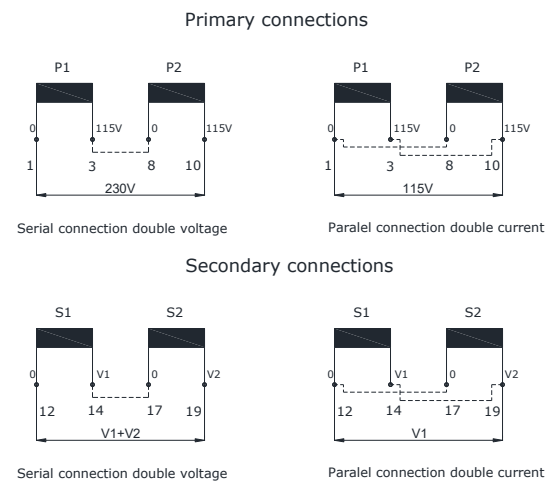 Primary connections
P1 P2 P1 P2
0 115V 0 115V 0 115V 0 115V
1 3 8 10 1 3 8 10
230V 115V
Serial connection double voltage Paralel connection double current
Secondary connections
S1 S2 S1 S2
0 V1 0 V2 0 V1 0 V2
12 14 17 19 12 14 17 19
V1+V2 V1
Serial connection double voltage Paralel connection double current